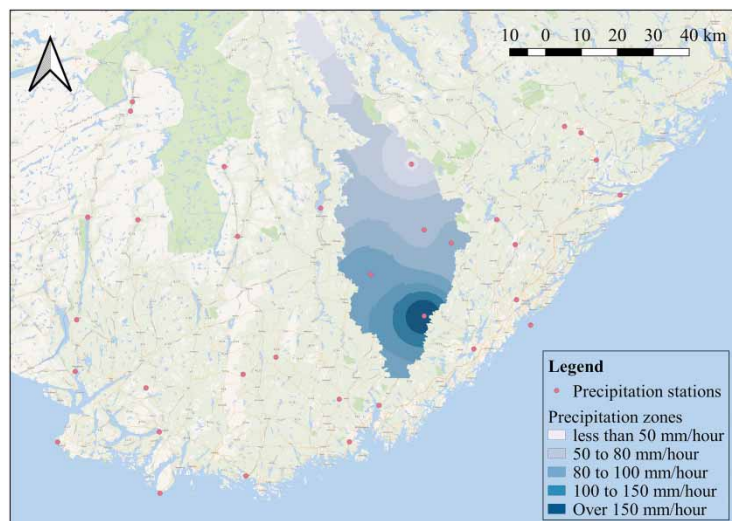 10 0 10 20 30 40 km
Legend
Precipitation stations
Precipitation zones
less than 50 mm/hour
50 to 80 mm/hour
80 to 100 mm/hour
100 to 150 mm/hour
Over 150 mm/hour